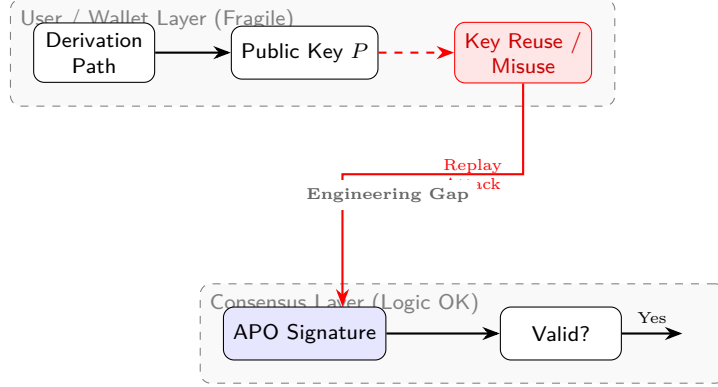 User / Wallet Layer (Fragile)
Derivation
Path
Public Key P
Key Reuse /
Misuse
Replay
Engineering Gap
Consensus Layer (Logic OK)
APO Signature
Valid?
Yes